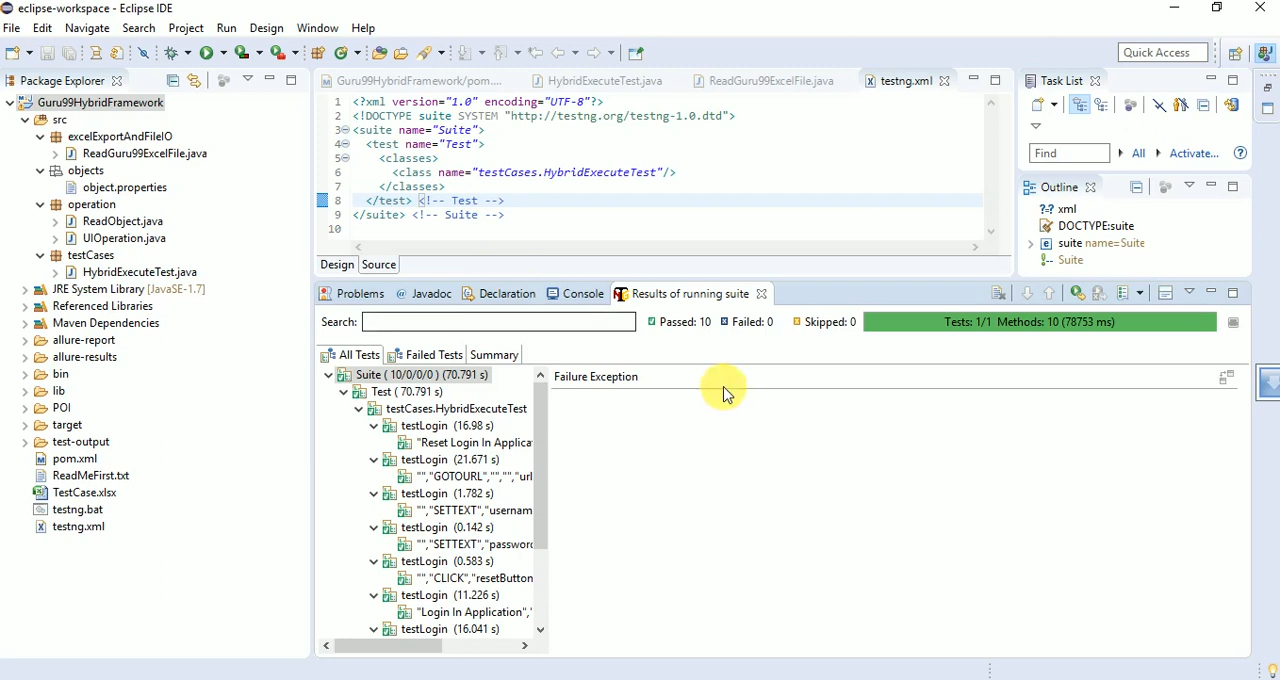 eclipse-workspace - Eclipse IDE
File Edit Navigate Search Project Run Design Window Help
Quick Access
Package Explorer
Guru99HybridFramework
src
excelExportAndFileIO
ReadGuru99ExcelFile.java
objects
object.properties
operation
ReadObject.java
UIOperation.java
testCases
HybridExecuteTest.java
JRE System Library [JavaSE-1.7]
Referenced Libraries
Maven Dependencies
allure-report
allure-results
bin
lib
POI
target
test-output
pom.xml
ReadMeFirst.txt
TestCase.xlsx
testng.bat
testng.xml
Guru99HybridFramework/pom.... HybridExecuteTest.java ReadGuru99ExcelFile.java testng.xml
1 <?xml version="1.0" encoding="UTF-8"?>
2 <!DOCTYPE suite SYSTEM "http://testng.org/testng-1.0.dtd">
3 <suite name="Suite">
4 <test name="Test">
5 <classes>
6 <class name="testCases.HybridExecuteTest"/>
7 </classes>
8 </test> <!-- Test -->
9 </suite> <!-- Suite -->
10
Design Source
Task List
Find All Activate...
Outline
xml
DOCTYPE:suite
suite name=Suite
Suite
Problems Javadoc Declaration Console Results of running suite
Search: Passed: 10 Failed: 0 Skipped: 0 Tests: 1/1 Methods: 10 (78753 ms)
All Tests Failed Tests Summary
Suite ( 10/0/0/0 ) (70.791 s)
Test ( 70.791 s)
testCases.HybridExecuteTest
testLogin (16.98 s)
"Reset Login In Applica
testLogin (21.671 s)
"","GOTOURL","","","url
testLogin (1.782 s)
"","SETTEXT","usernam
testLogin (0.142 s)
"","SETTEXT","password
testLogin (0.583 s)
"","CLICK","resetButton
testLogin (11.226 s)
"Login In Application","
testLogin (16.041 s)
Failure Exception